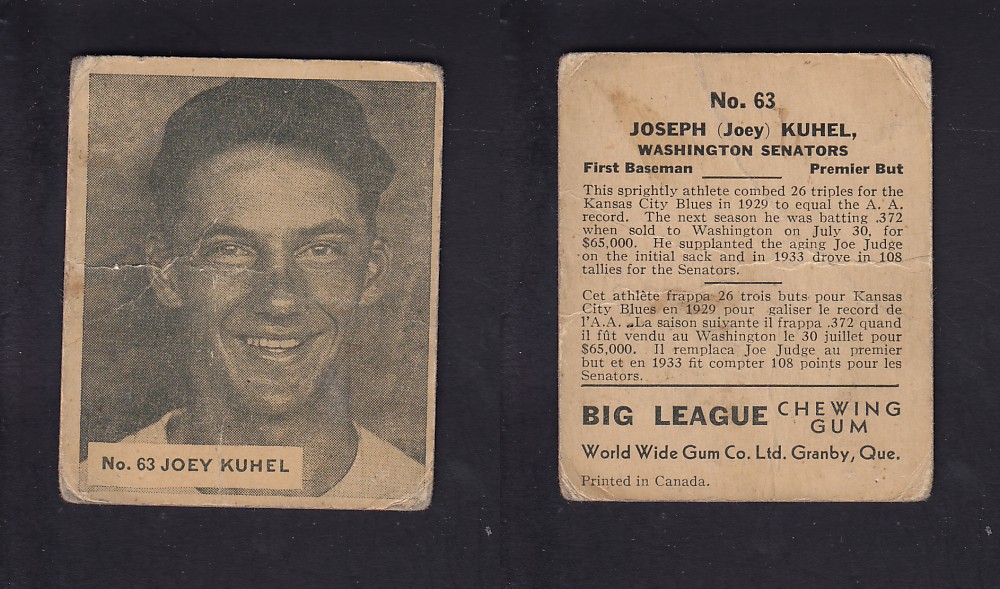 No. 63 JOEY KUHEL
No. 63
JOSEPH (Joey) KUHEL,
WASHINGTON SENATORS
First Baseman Premier But
This sprightly athlete combed 26 triples for the
Kansas City Blues in 1929 to equal the A. A.
record. The next season he was batting .372
when sold to Washington on July 30, for
$65,000. He supplanted the aging Joe Judge
on the initial sack and in 1933 drove in 108
tallies for the Senators.
Cet athlète frappa 26 trois buts pour Kansas
City Blues en 1929 pour galiser le record de
l'A.A. La saison suivante il frappa .372 quand
il fût vendu au Washington le 30 juillet pour
$65,000. Il remplaca Joe Judge au premier
but et en 1933 fit compter 108 points pour les
Senators.
BIG LEAGUE CHEWING
GUM
World Wide Gum Co. Ltd. Granby, Que.
Printed in Canada.